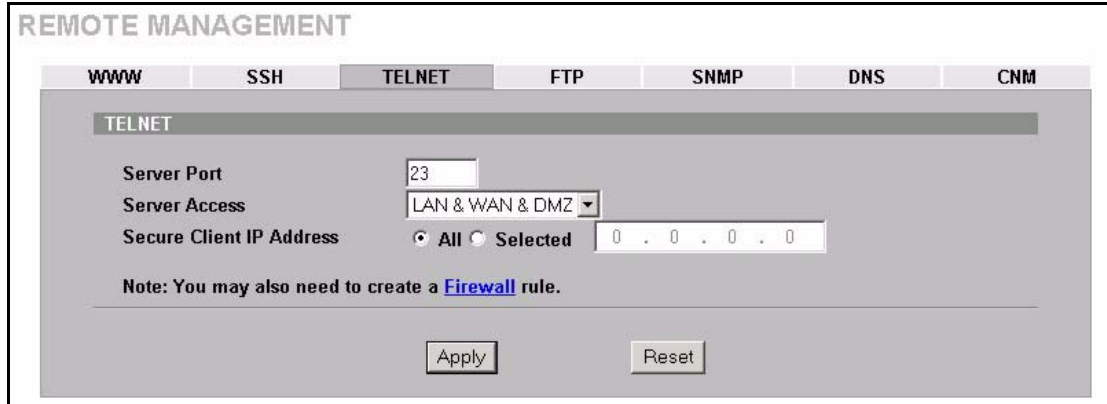 REMOTE MANAGEMENT
WWW SSH TELNET FTP SNMP DNS CNM
TELNET
Server Port 23
Server Access LAN & WAN & DMZ
Secure Client IP Address All Selected 0 . 0 . 0 . 0
Note: You may also need to create a Firewall rule.
Apply Reset